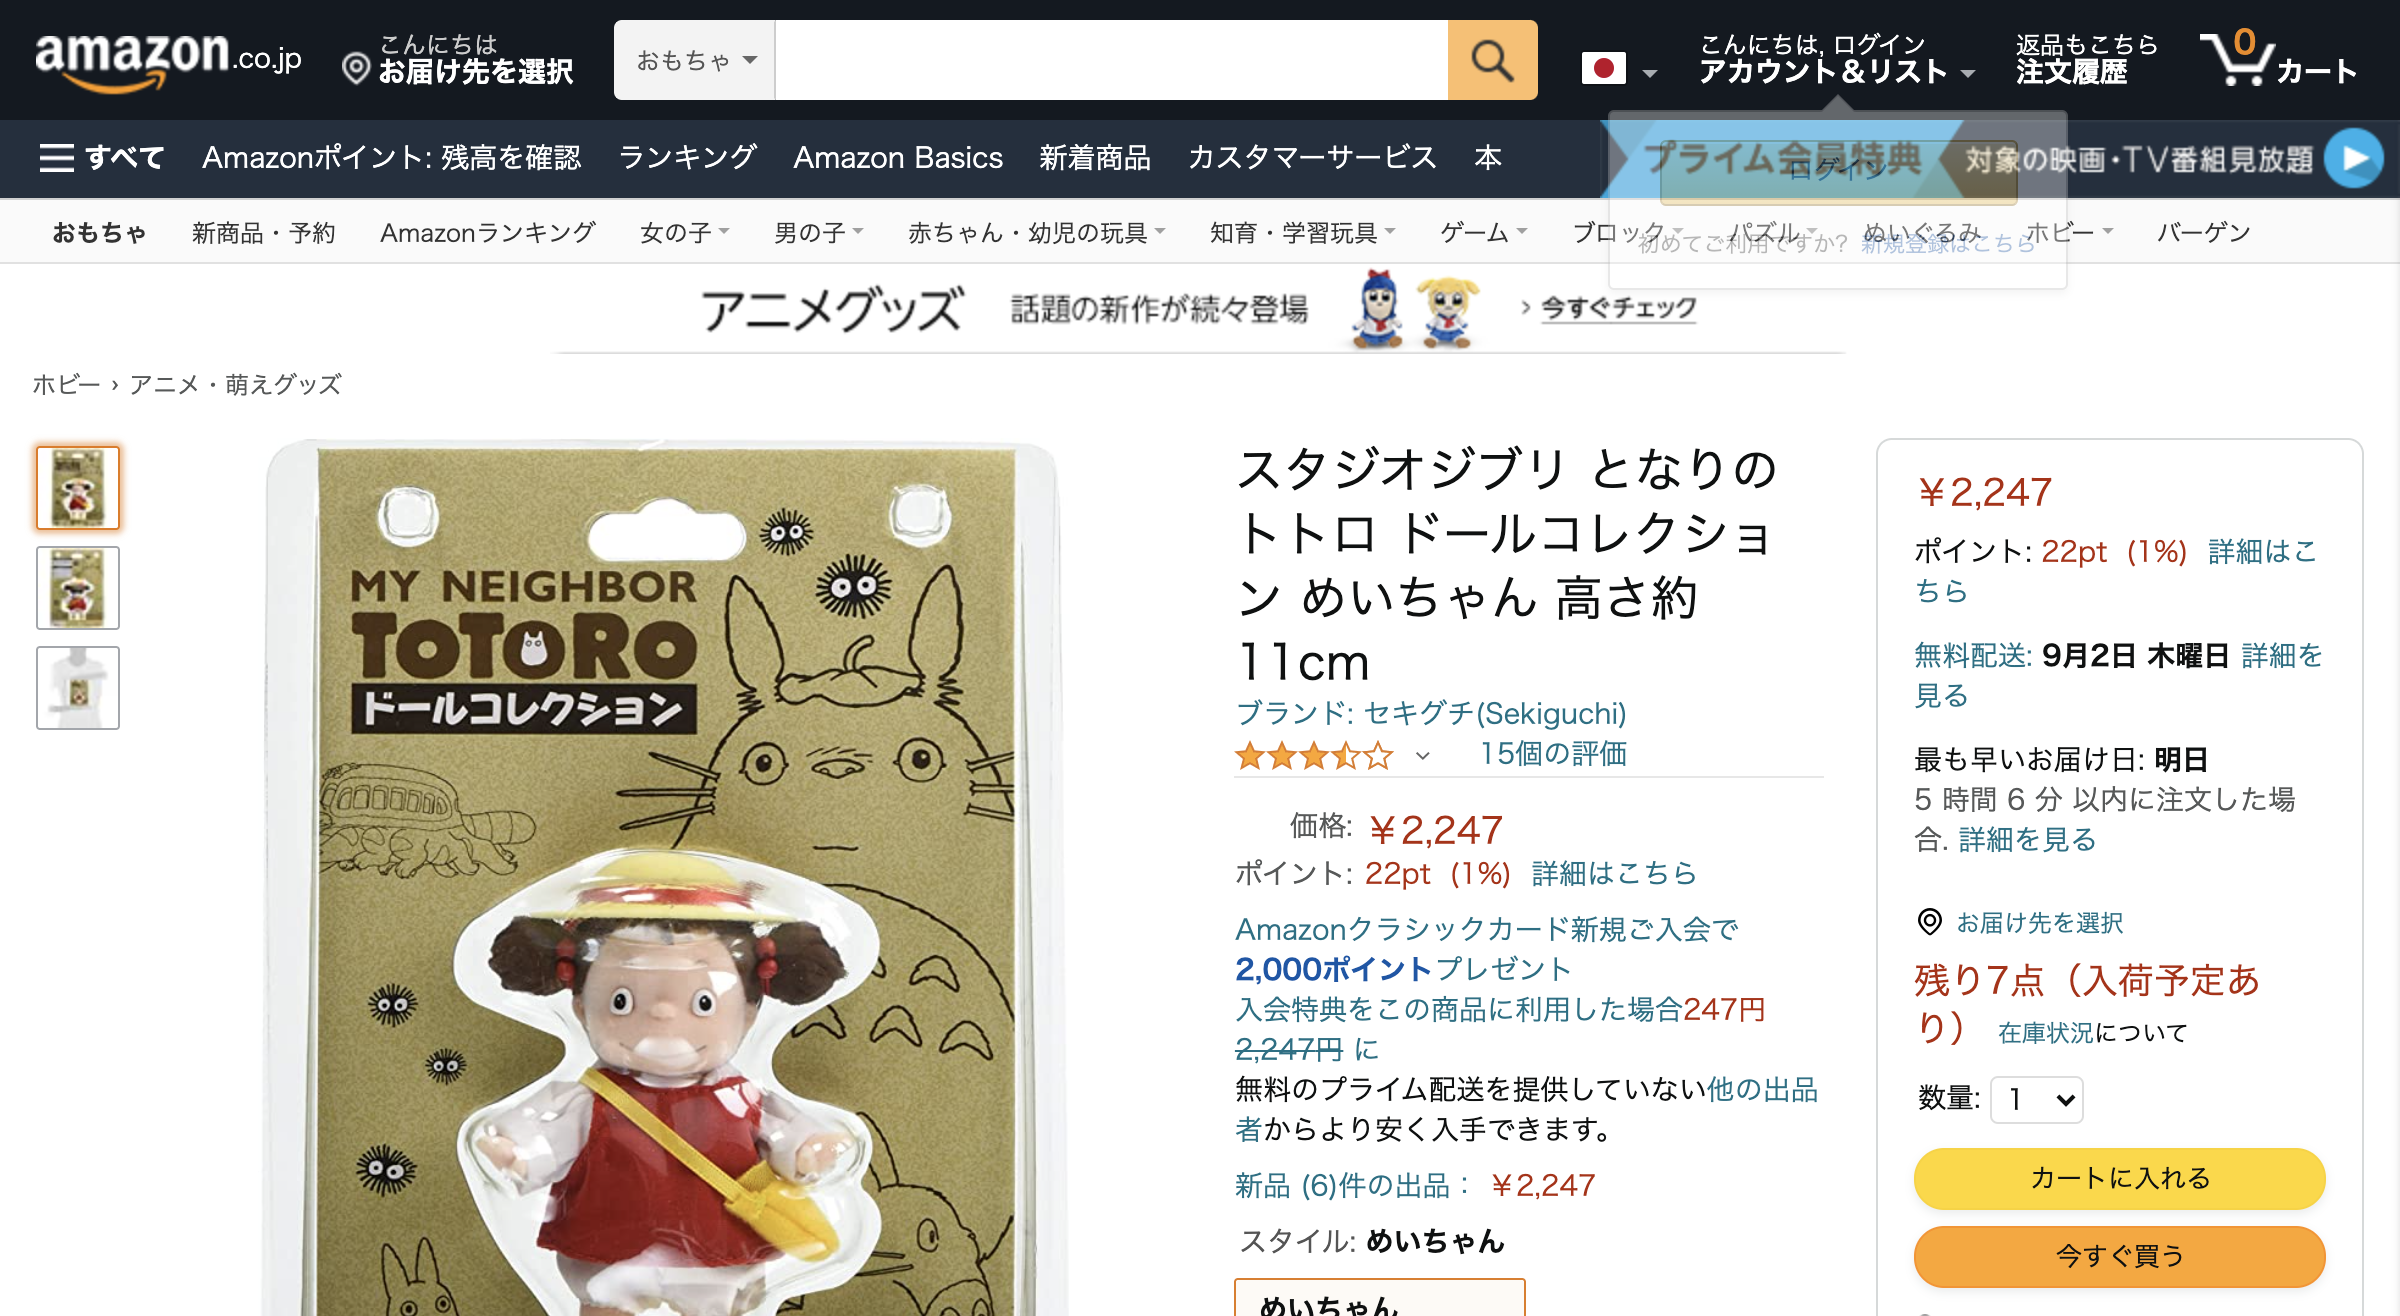 amazon.co.jp
こんにちは
お届け先を選択
おもちゃ
こんにちは, ログイン
アカウント＆リスト
返品もこちら
注文履歴
0
カート
すべて
Amazonポイント: 残高を確認
ランキング
Amazon Basics
新着商品
カスタマーサービス
本
プライム会員特典
対象の映画・TV番組見放題
ログイン
初めてご利用ですか? 新規登録はこちら
おもちゃ
新商品・予約
Amazonランキング
女の子
男の子
赤ちゃん・幼児の玩具
知育・学習玩具
ゲーム
ブロック
パズル
ぬいぐるみ
ホビー
バーゲン
アニメグッズ
話題の新作が続々登場
› 今すぐチェック
ホビー › アニメ・萌えグッズ
MY NEIGHBOR
TOTORO
ドールコレクション
スタジオジブリ となりの
トトロ ドールコレクショ
ン めいちゃん 高さ約
11cm
ブランド: セキグチ(Sekiguchi)
15個の評価
価格: ￥2,247
ポイント: 22pt (1%) 詳細はこちら
Amazonクラシックカード新規ご入会で
2,000ポイントプレゼント
入会特典をこの商品に利用した場合247円
2,247円 に
無料のプライム配送を提供していない他の出品
者からより安く入手できます。
新品 (6)件の出品： ￥2,247
スタイル: めいちゃん
めいちゃん
￥2,247
ポイント: 22pt (1%) 詳細はこ
ちら
無料配送: 9月2日 木曜日 詳細を
見る
最も早いお届け日: 明日
5 時間 6 分 以内に注文した場
合. 詳細を見る
お届け先を選択
残り7点（入荷予定あ
り） 在庫状況について
数量: 1
カートに入れる
今すぐ買う